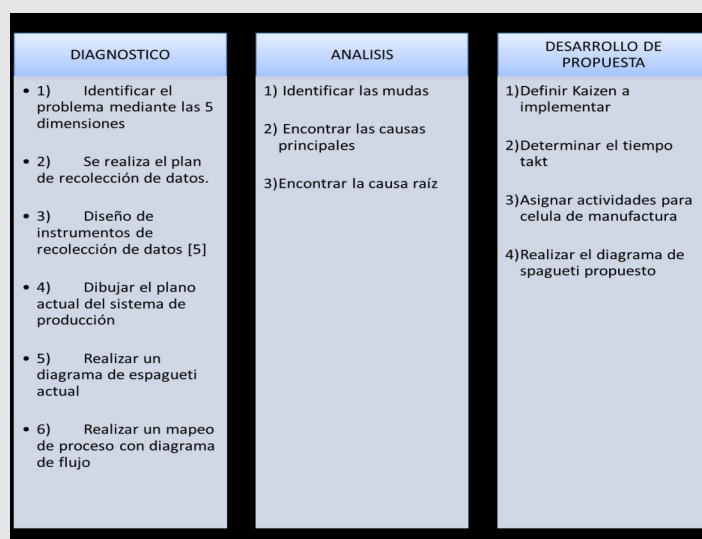 DIAGNOSTICO
• 1) Identificar el
problema mediante las 5
dimensiones
• 2) Se realiza el plan
de recolección de datos.
• 3) Diseño de
instrumentos de
recolección de datos [5]
• 4) Dibujar el plano
actual del sistema de
producción
• 5) Realizar un
diagrama de espagueti
actual
• 6) Realizar un mapeo
de proceso con diagrama
de flujo
ANALISIS
1) Identificar las mudas
2) Encontrar las causas
principales
3)Encontrar la causa raíz
DESARROLLO DE
PROPUESTA
1)Definir Kaizen a
implementar
2)Determinar el tiempo
takt
3)Asignar actividades para
celula de manufactura
4)Realizar el diagrama de
spagueti propuesto